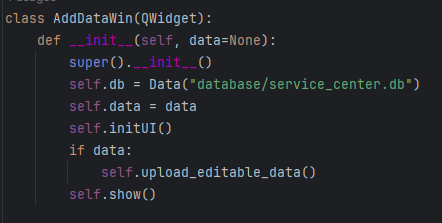 class AddDataWin(QWidget):
    def __init__(self, data=None):
        super().__init__()
        self.db = Data("database/service_center.db")
        self.data = data
        self.initUI()
        if data:
            self.upload_editable_data()
        self.show()